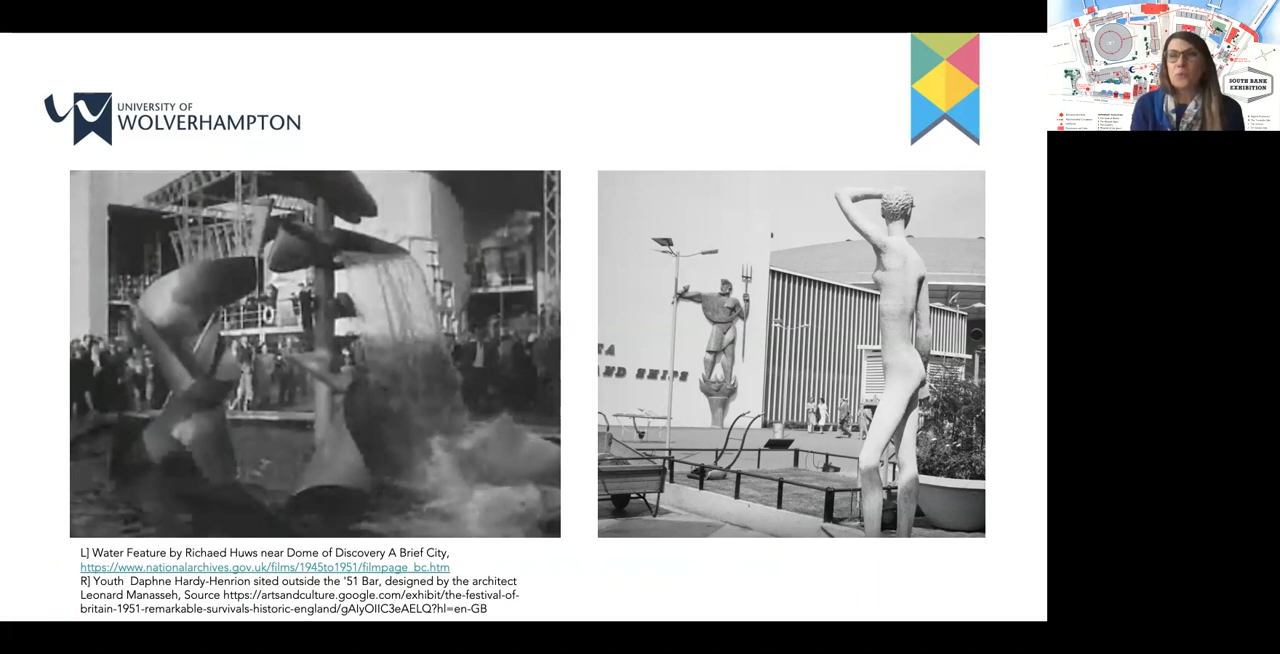 UNIVERSITY OF
WOLVERHAMPTON
SOUTH BANK
EXHIBITION
L] Water Feature by Richaed Huws near Dome of Discovery A Brief City,
https://www.nationalarchives.gov.uk/films/1945to1951/filmpage_bc.htm
R] Youth  Daphne Hardy-Henrion sited outside the '51 Bar, designed by the architect
Leonard Manasseh, Source https://artsandculture.google.com/exhibit/the-festival-of-
britain-1951-remarkable-survivals-historic-england/gAIyOIIC3eAELQ?hl=en-GB